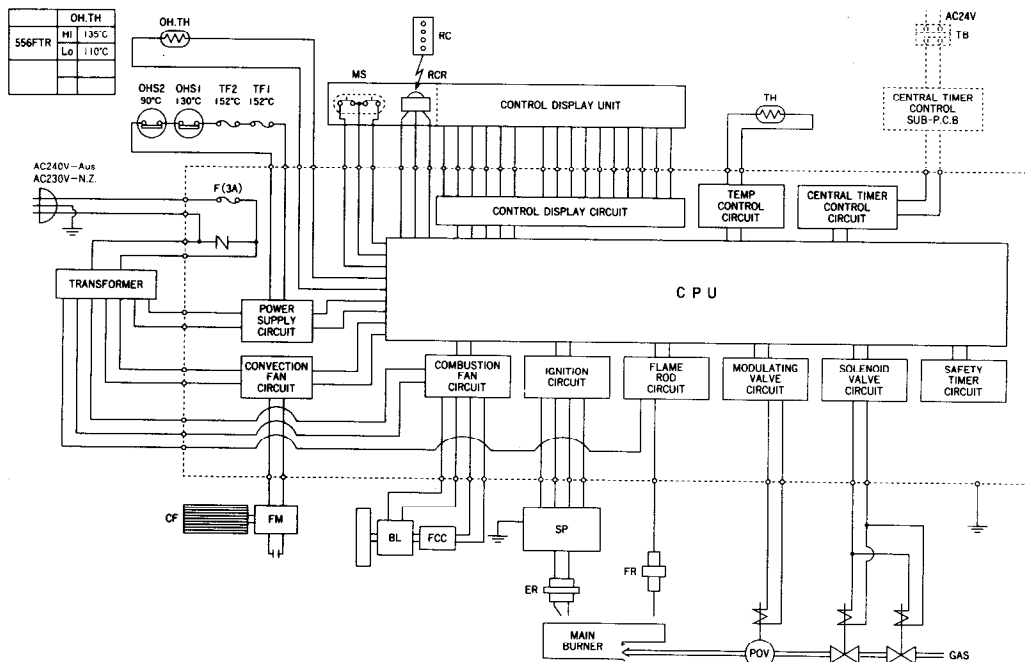 OH.TH
556FTR
Hi 135°C
Lo 110°C
OH.TH
RC
AC24V
TB
MS
RCR
OHS2 OHS1 TF2 TF1
90°C 130°C 152°C 152°C
CONTROL DISPLAY UNIT
TH
CENTRAL TIMER
CONTROL
SUB-P.C.B
AC240V-Aus
AC230V-N.Z.
F(3A)
CONTROL DISPLAY CIRCUIT
TEMP
CONTROL
CIRCUIT
CENTRAL TIMER
CONTROL
CIRCUIT
TRANSFORMER
CPU
POWER
SUPPLY
CIRCUIT
CONVECTION
FAN
CIRCUIT
COMBUSTION
FAN
CIRCUIT
IGNITION
CIRCUIT
FLAME
ROD
CIRCUIT
MODULATING
VALVE
CIRCUIT
SOLENOID
VALVE
CIRCUIT
SAFETY
TIMER
CIRCUIT
CF
FM
BL
FCC
SP
ER
FR
MAIN
BURNER
POV
GAS